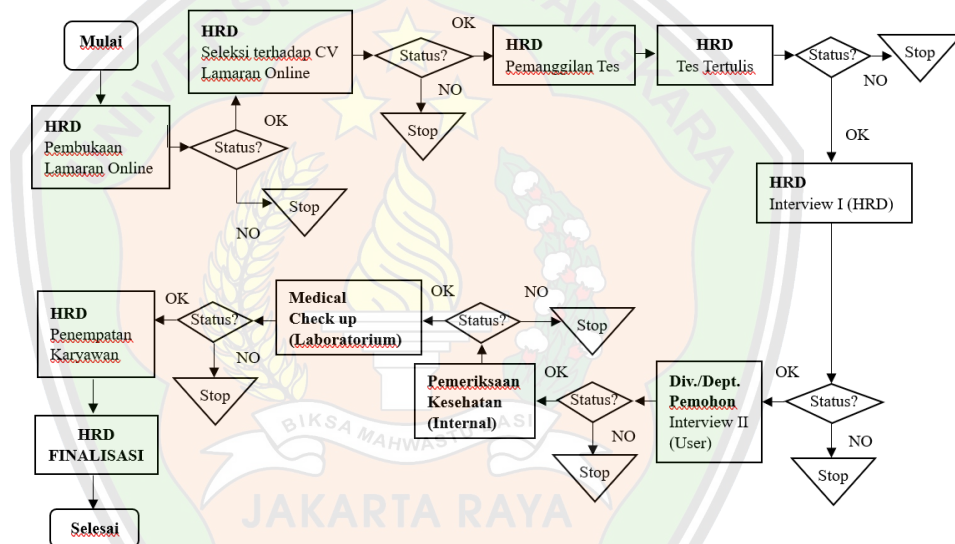 Mulai
HRD
Pembukaan
Lamaran Online
Status?
OK
NO
Stop
HRD
Seleksi terhadap CV
Lamaran Online
Status?
OK
NO
Stop
HRD
Pemanggilan Tes
HRD
Tes Tertulis
Status?
NO
Stop
OK
HRD
Interview I (HRD)
Status?
NO
Stop
OK
Div./Dept.
Pemohon
Interview II
(User)
Status?
NO
Stop
OK
Pemeriksaan
Kesehatan
(Internal)
Status?
NO
Stop
OK
Medical
Check up
(Laboratorium)
Status?
NO
Stop
OK
HRD
Penempatan
Karyawan
HRD
FINALISASI
Selesai
BIKSA MAHWASTU
JAKARTA RAYA